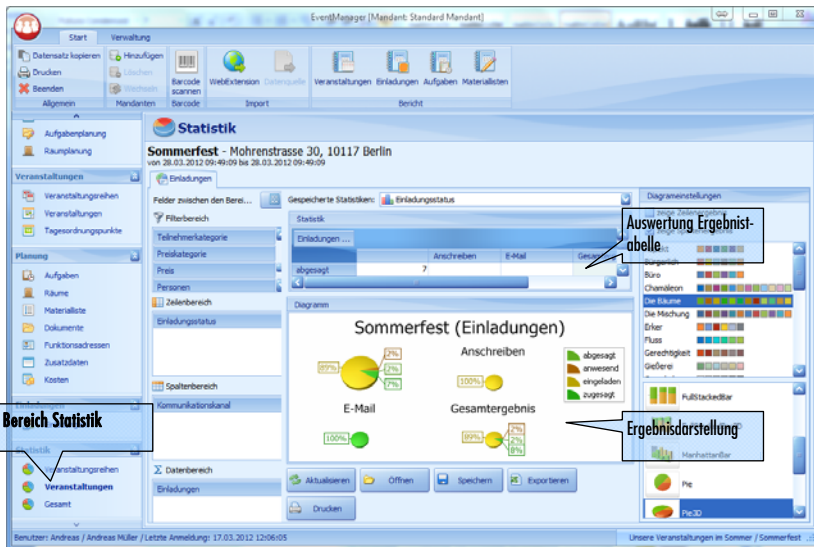 EventManager [Mandant: Standard Mandant]
Start
Verwaltung
Datensatz kopieren
Drucken
Beenden
Allgemein
Hinzufügen
Löschen
Wechseln
Mandanten
Barcode scannen
Barcode
WebExtension
Datenquelle
Import
Veranstaltungen
Einladungen
Aufgaben
Materiallisten
Bericht
Aufgabenplanung
Raumplanung
Veranstaltungen
Veranstaltungsreihen
Veranstaltungen
Tagesordnungspunkte
Planung
Aufgaben
Räume
Materialliste
Dokumente
Funktionsadressen
Zusatzdaten
Kosten
Einladungen
Bereich Statistik
Statistik
Veranstaltungsreihen
Veranstaltungen
Gesamt
Statistik
Sommerfest - Mohrenstrasse 30, 10117 Berlin
von 28.03.2012 09:49:09 bis 28.03.2012 09:49:09
Einladungen
Felder zwischen den Berei...
Filterbereich
Teilnehmerkategorie
Preiskategorie
Preis
Personen
Zeilenbereich
Einladungsstatus
Spaltenbereich
Kommunikationskanal
Σ Datenbereich
Einladungen
Gespeicherte Statistiken:
Einladungsstatus
Statistik
Einladungen ...
Anschreiben
E-Mail
abgesagt
7
Auswertung Ergebnist-
abelle
Diagramm
Sommerfest (Einladungen)
Anschreiben
89%
2%
2%
7%
100%
abgesagt
anwesend
eingeladen
zugesagt
E-Mail
Gesamtergebnis
100%
89%
2%
2%
8%
Ergebnisdarstellung
Aktualisieren
Öffnen
Speichern
Exportieren
Drucken
Diagrameinstellungen
zeige Zeilenergebnis
Bürgerlich
Büro
Chamäleon
Die Bäume
Die Mischung
Erker
Fluss
Gerechtigkeit
Gießerei
FullStackedBar
ManhattanBar
Pie
Pie3D
Benutzer: Andreas / Andreas Müller / Letzte Anmeldung: 17.03.2012 12:06:05
Unsere Veranstaltungen im Sommer / Sommerfest